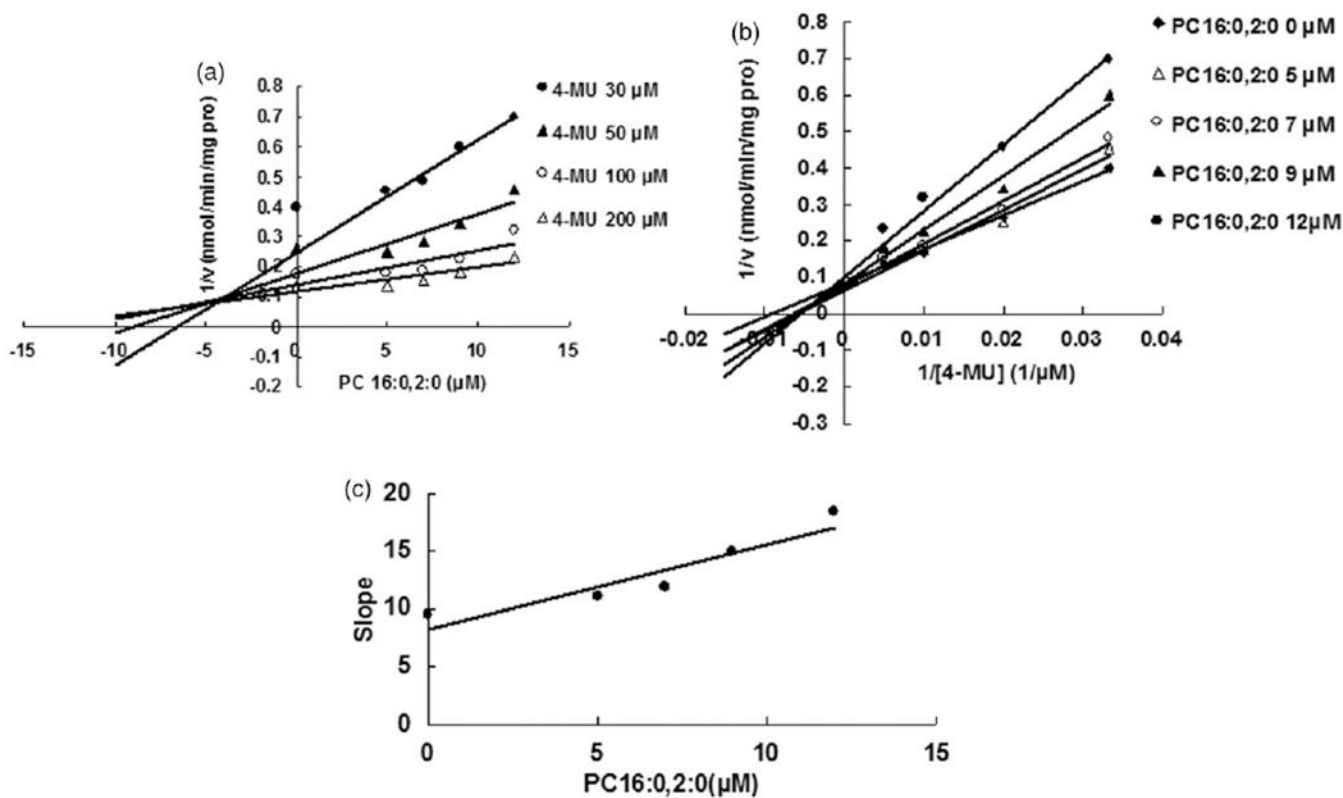 (a)
1/v (nmol/min/mg pro)
0.8
0.7
0.6
0.5
0.4
0.3
0.2
0.1
0
-0.1
-0.2
-15
-10
-5
0
5
10
15
PC 16:0,2:0 (µM)
4-MU 30 µM
4-MU 50 µM
4-MU 100 µM
4-MU 200 µM
(b)
1/v (nmol/min/mg pro)
0.8
0.7
0.6
0.5
0.4
0.3
0.2
0.1
0
-0.1
-0.2
-0.3
-0.02
-0.01
0
0.01
0.02
0.03
0.04
1/[4-MU] (1/µM)
PC16:0,2:0 0 µM
PC16:0,2:0 5 µM
PC16:0,2:0 7 µM
PC16:0,2:0 9 µM
PC16:0,2:0 12µM
(c)
Slope
20
15
10
5
0
0
5
10
15
PC16:0,2:0(µM)